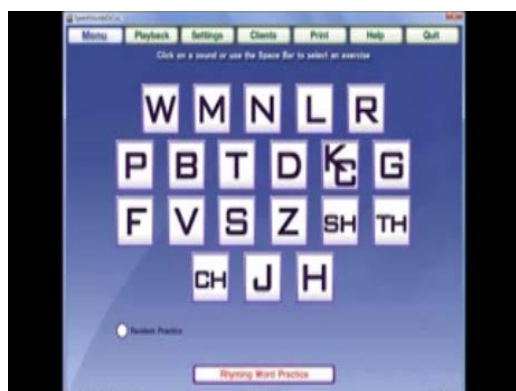 Menu Playback Settings Clients Print Help Quit
Click on a sound or use the Space Bar to select an exercise
W M N L R
P B T D KC G
F V S Z SH TH
CH J H
Random Practice
Rhyming Word Practice